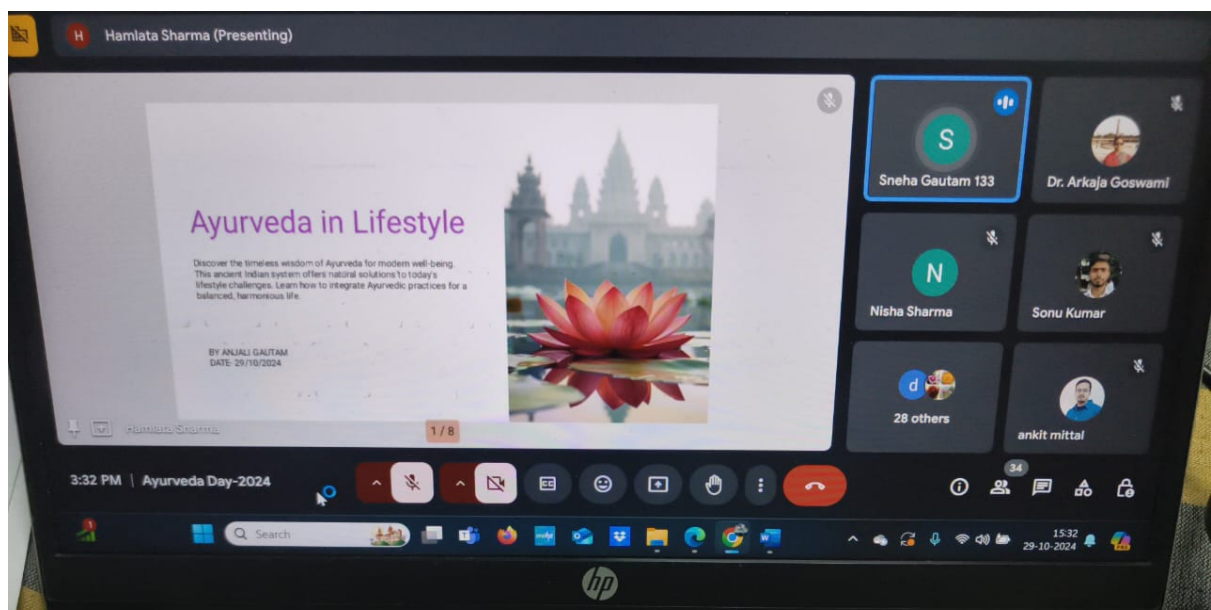 H Hamlata Sharma (Presenting)
Ayurveda in Lifestyle
Discover the timeless wisdom of Ayurveda for modern well-being.
This ancient Indian system offers natural solutions to today's
lifestyle challenges. Learn how to integrate Ayurvedic practices for a
balanced, harmonious life.
BY ANJALI GAUTAM
DATE- 29/10/2024
Hamlata Sharma
1 / 8
S
Sneha Gautam 133
Dr. Arkaja Goswami
N
Nisha Sharma
Sonu Kumar
d
28 others
ankit mittal
3:32 PM | Ayurveda Day-2024
CC
34
1
Search
15:32
29-10-2024
hp